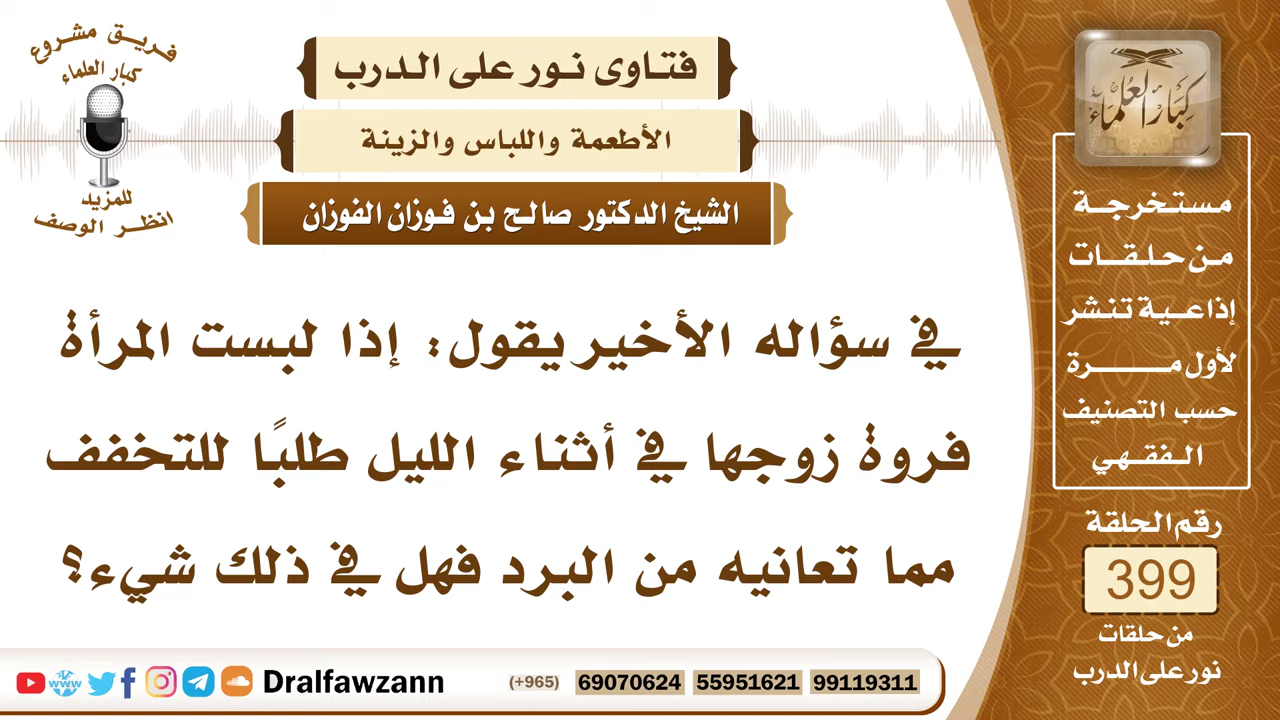 فريق مشروع
كبار العلماء
للمزيد
انظر الوصف
فتاوى نور على الدرب
الأطعمة واللباس والزينة
الشيخ الدكتور صالح بن فوزان الفوزان
في سؤاله الأخير يقول: إذا لبست المرأة
فروة زوجها في أثناء الليل طلبًا للتخفف
مما تعانيه من البرد فهل في ذلك شيء؟
كبار العلماء
مستخرجة
من حلقات
إذاعية تنشر
لأول مرة
حسب التصنيف
الفقهي
رقم الحلقة
399
من حلقات
نور على الدرب
www
Dralfawzann
(+965) 69070624 55951621 99119311